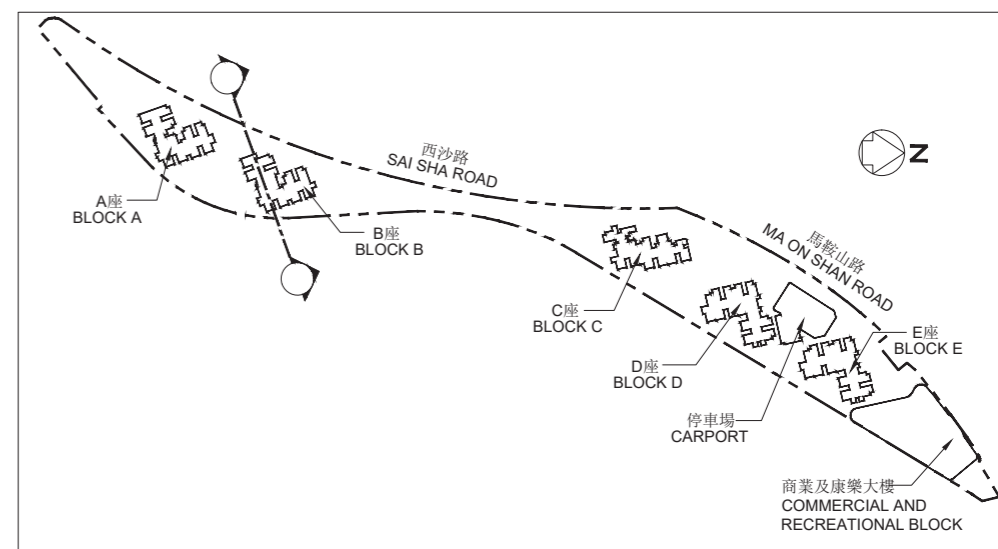 西沙路
SAI SHA ROAD
N
馬鞍山路
MA ON SHAN ROAD
A座
BLOCK A
B座
BLOCK B
C座
BLOCK C
D座
BLOCK D
E座
BLOCK E
停車場
CARPORT
商業及康樂大樓
COMMERCIAL AND
RECREATIONAL BLOCK